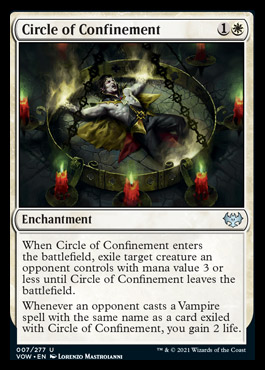 Circle of Confinement 1
Enchantment
When Circle of Confinement enters
the battlefield, exile target creature an
opponent controls with mana value 3 or
less until Circle of Confinement leaves the
battlefield.
Whenever an opponent casts a Vampire
spell with the same name as a card exiled
with Circle of Confinement, you gain 2 life.
007/277 U
VOW • EN Lorenzo Mastroianni
™ & © 2021 Wizards of the Coast